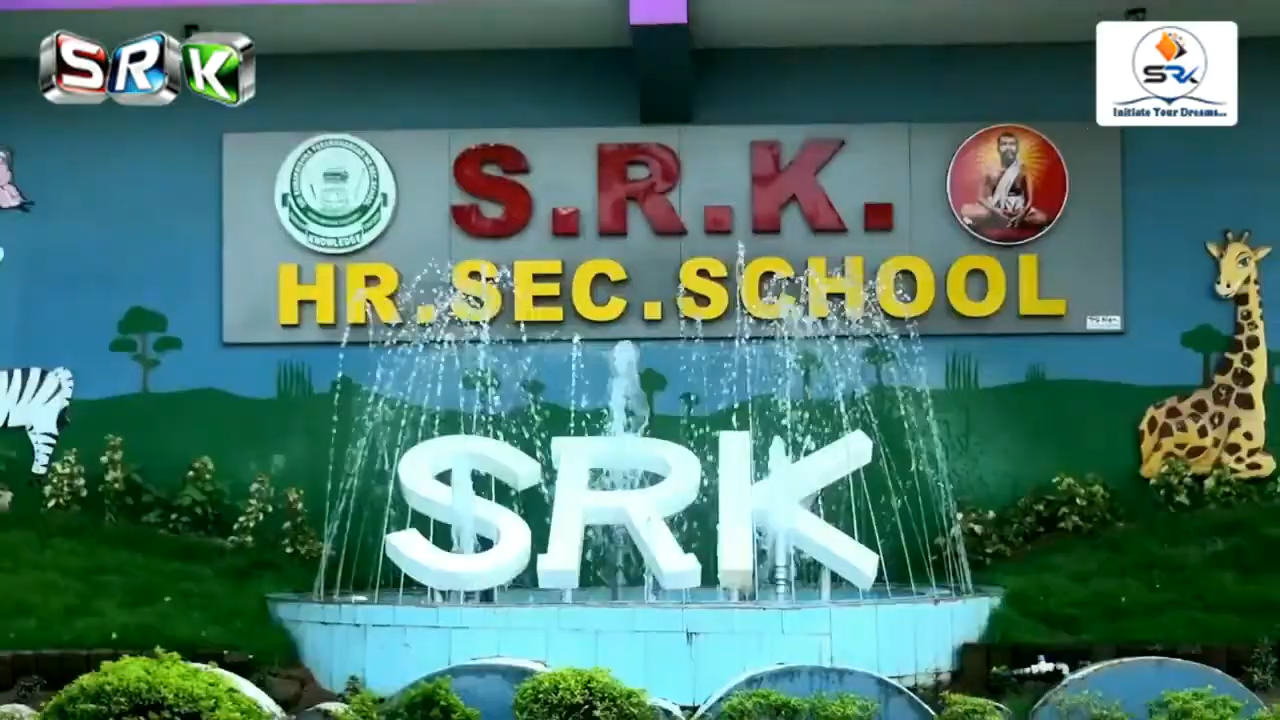 SRK
SRK
Initiate Your Dreams...
S.R.K.
HR.SEC.SCHOOL
KNOWLEDGE
SRK